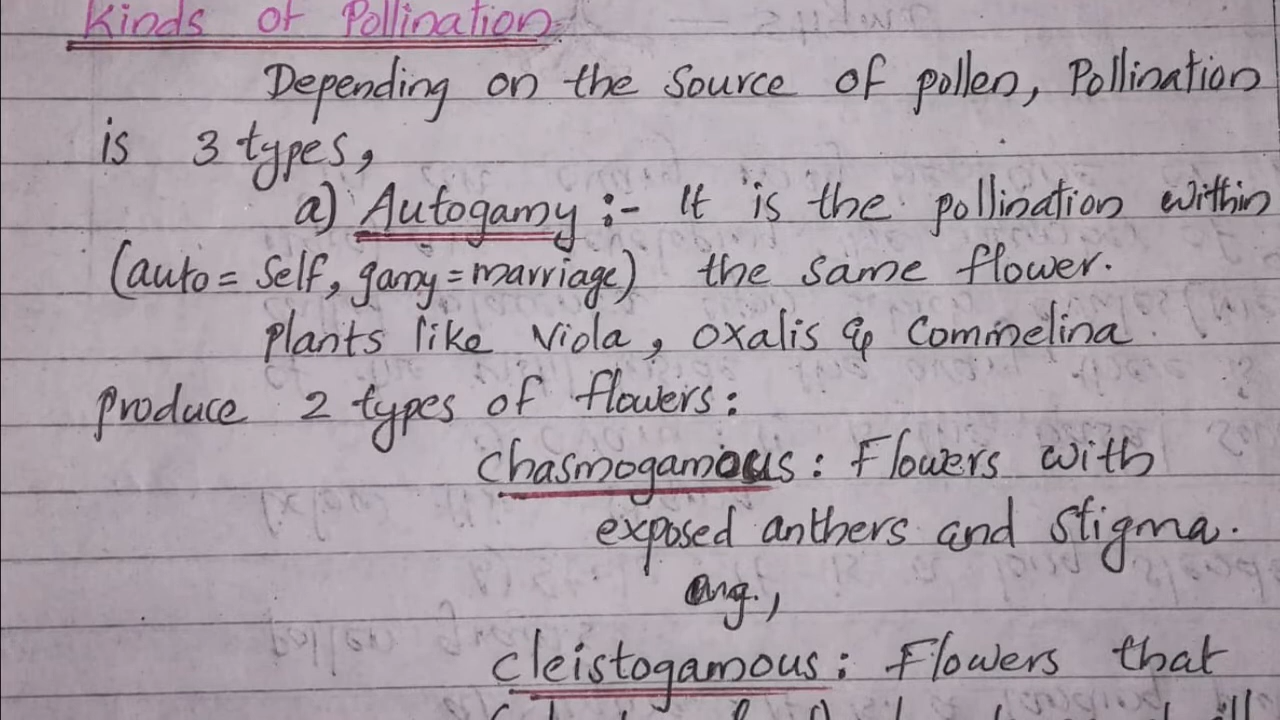 Kinds of Pollination
Depending on the source of pollen, Pollination
is 3 types,
a) Autogamy :- It is the pollination within
(auto = Self, gamy = marriage) the same flower.
plants like Viola, oxalis & Commelina
produce 2 types of flowers:
Chasmogamous : Flowers with
exposed anthers and stigma.
Cleistogamous : Flowers that